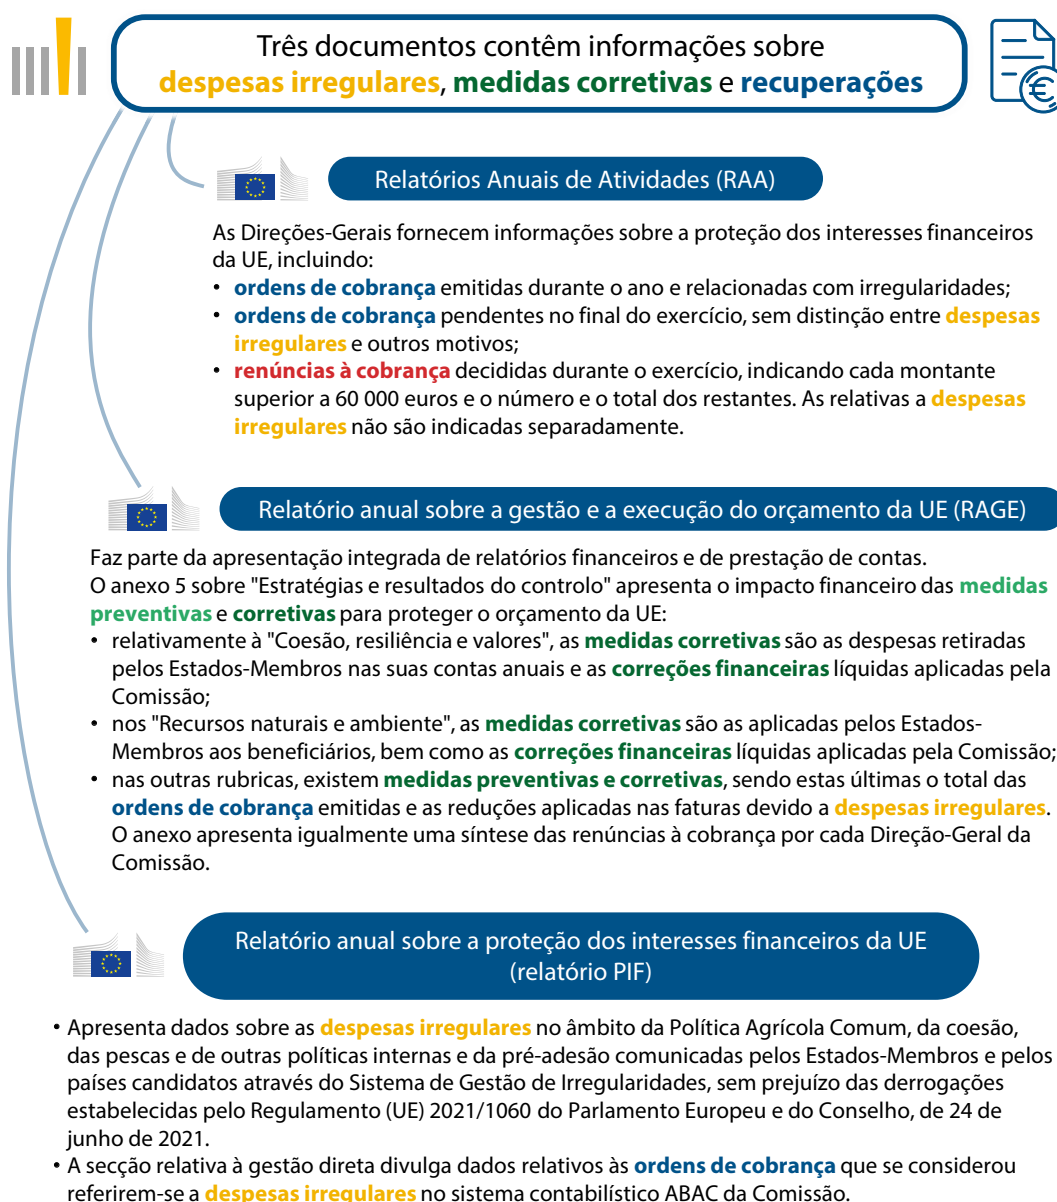 Três documentos contêm informações sobre
despesas irregulares, medidas corretivas e recuperações
Relatórios Anuais de Atividades (RAA)
As Direções-Gerais fornecem informações sobre a proteção dos interesses financeiros
da UE, incluindo:
• ordens de cobrança emitidas durante o ano e relacionadas com irregularidades;
• ordens de cobrança pendentes no final do exercício, sem distinção entre despesas
irregulares e outros motivos;
• renúncias à cobrança decididas durante o exercício, indicando cada montante
superior a 60 000 euros e o número e o total dos restantes. As relativas a despesas
irregulares não são indicadas separadamente.
Relatório anual sobre a gestão e a execução do orçamento da UE (RAGE)
Faz parte da apresentação integrada de relatórios financeiros e de prestação de contas.
O anexo 5 sobre "Estratégias e resultados do controlo" apresenta o impacto financeiro das medidas
preventivas e corretivas para proteger o orçamento da UE:
• relativamente à "Coesão, resiliência e valores", as medidas corretivas são as despesas retiradas
pelos Estados-Membros nas suas contas anuais e as correções financeiras líquidas aplicadas pela
Comissão;
• nos "Recursos naturais e ambiente", as medidas corretivas são as aplicadas pelos Estados-
Membros aos beneficiários, bem como as correções financeiras líquidas aplicadas pela Comissão;
• nas outras rubricas, existem medidas preventivas e corretivas, sendo estas últimas o total das
ordens de cobrança emitidas e as reduções aplicadas nas faturas devido a despesas irregulares.
O anexo apresenta igualmente uma síntese das renúncias à cobrança por cada Direção-Geral da
Comissão.
Relatório anual sobre a proteção dos interesses financeiros da UE
(relatório PIF)
• Apresenta dados sobre as despesas irregulares no âmbito da Política Agrícola Comum, da coesão,
das pescas e de outras políticas internas e da pré-adesão comunicadas pelos Estados-Membros e pelos
países candidatos através do Sistema de Gestão de Irregularidades, sem prejuízo das derrogações
estabelecidas pelo Regulamento (UE) 2021/1060 do Parlamento Europeu e do Conselho, de 24 de
junho de 2021.
• A secção relativa à gestão direta divulga dados relativos às ordens de cobrança que se considerou
referirem-se a despesas irregulares no sistema contabilístico ABAC da Comissão.